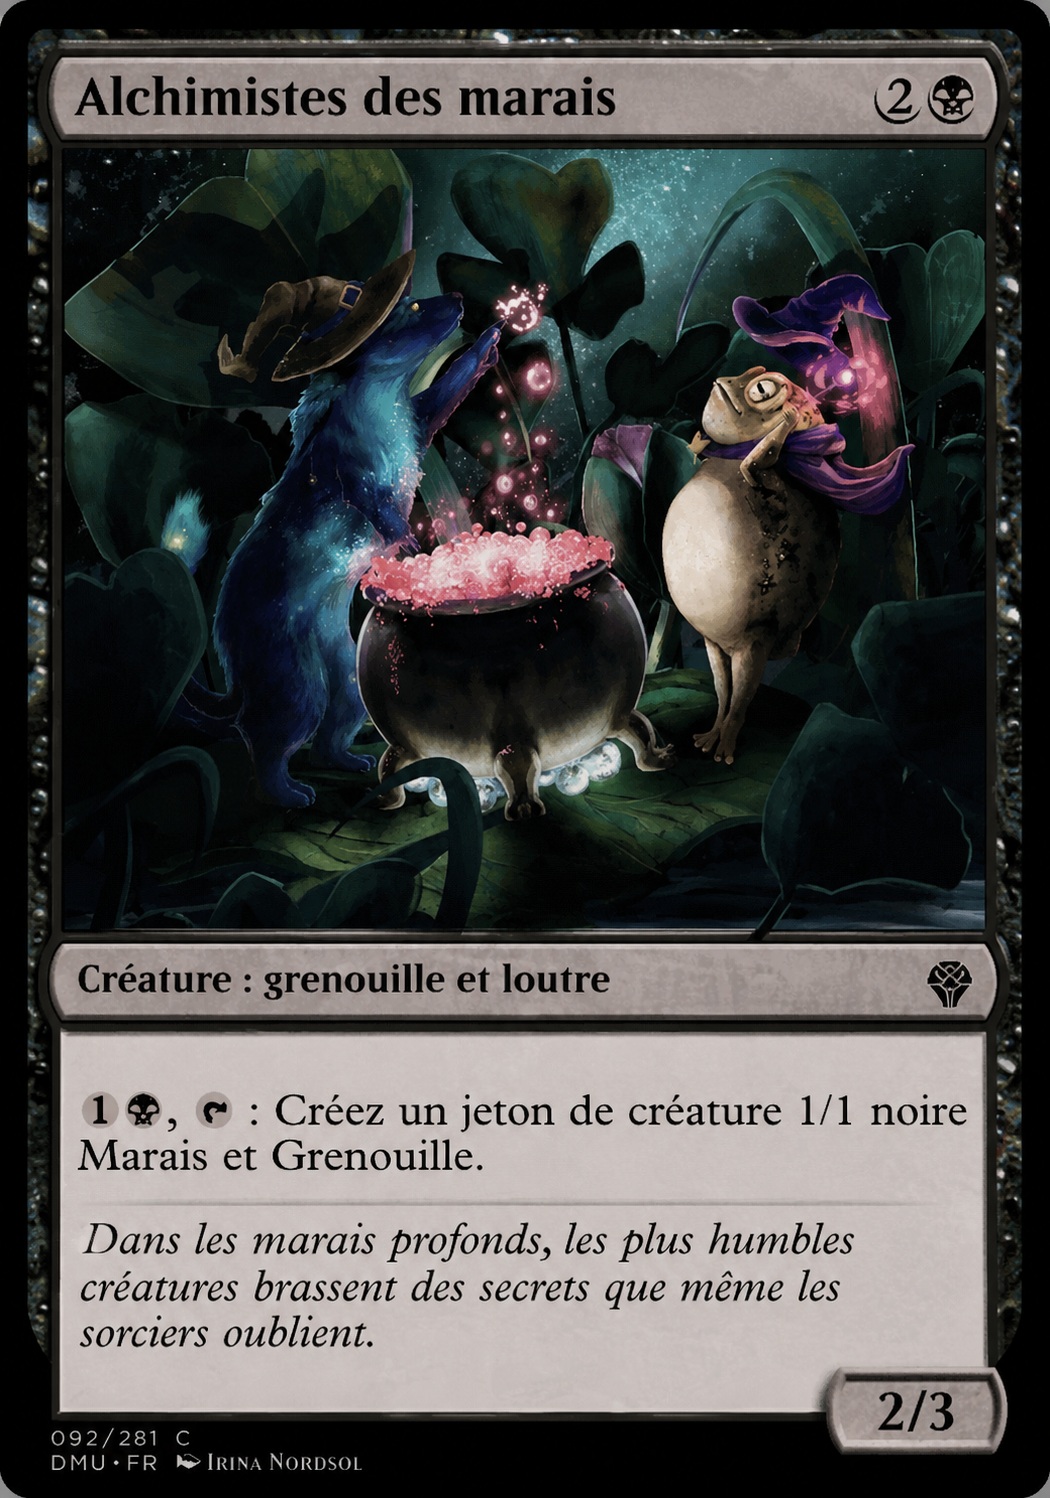 Alchimistes des marais 2
Créature : grenouille et loutre
1, : Créez un jeton de créature 1/1 noire
Marais et Grenouille.
Dans les marais profonds, les plus humbles
créatures brassent des secrets que même les
sorciers oublient.
2/3
092/281 C
DMU • FR Irina Nordsol